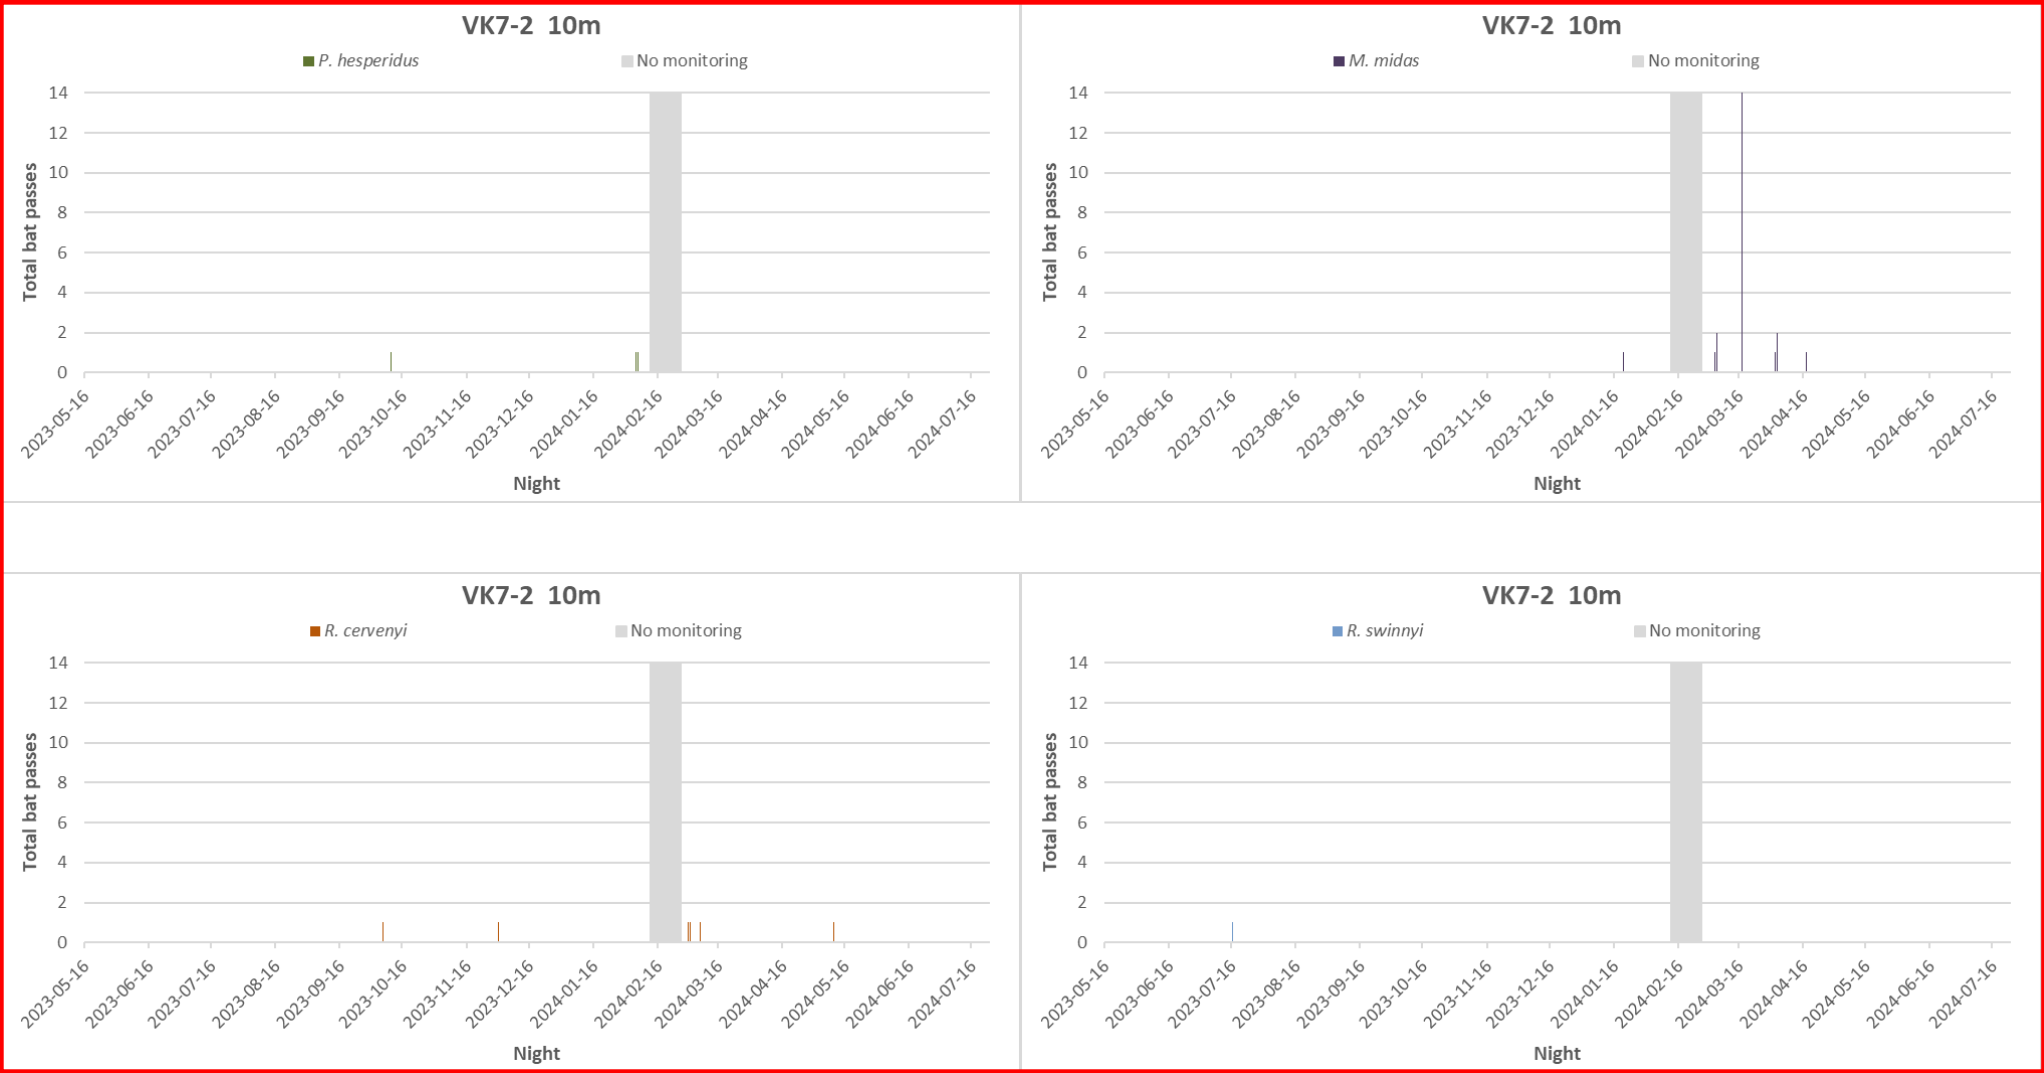 VK7-2 10m
P. hesperidus No monitoring
14
12
10
8
6
4
2
0
Total bat passes
2023-05-16 2023-06-16 2023-07-16 2023-08-16 2023-09-16 2023-10-16 2023-11-16 2023-12-16 2024-01-16 2024-02-16 2024-03-16 2024-04-16 2024-05-16 2024-06-16 2024-07-16
Night
VK7-2 10m
M. midas No monitoring
14
12
10
8
6
4
2
0
Total bat passes
2023-05-16 2023-06-16 2023-07-16 2023-08-16 2023-09-16 2023-10-16 2023-11-16 2023-12-16 2024-01-16 2024-02-16 2024-03-16 2024-04-16 2024-05-16 2024-06-16 2024-07-16
Night
VK7-2 10m
R. cervenyi No monitoring
14
12
10
8
6
4
2
0
Total bat passes
2023-05-16 2023-06-16 2023-07-16 2023-08-16 2023-09-16 2023-10-16 2023-11-16 2023-12-16 2024-01-16 2024-02-16 2024-03-16 2024-04-16 2024-05-16 2024-06-16 2024-07-16
Night
VK7-2 10m
R. swinnyi No monitoring
14
12
10
8
6
4
2
0
Total bat passes
2023-05-16 2023-06-16 2023-07-16 2023-08-16 2023-09-16 2023-10-16 2023-11-16 2023-12-16 2024-01-16 2024-02-16 2024-03-16 2024-04-16 2024-05-16 2024-06-16 2024-07-16
Night